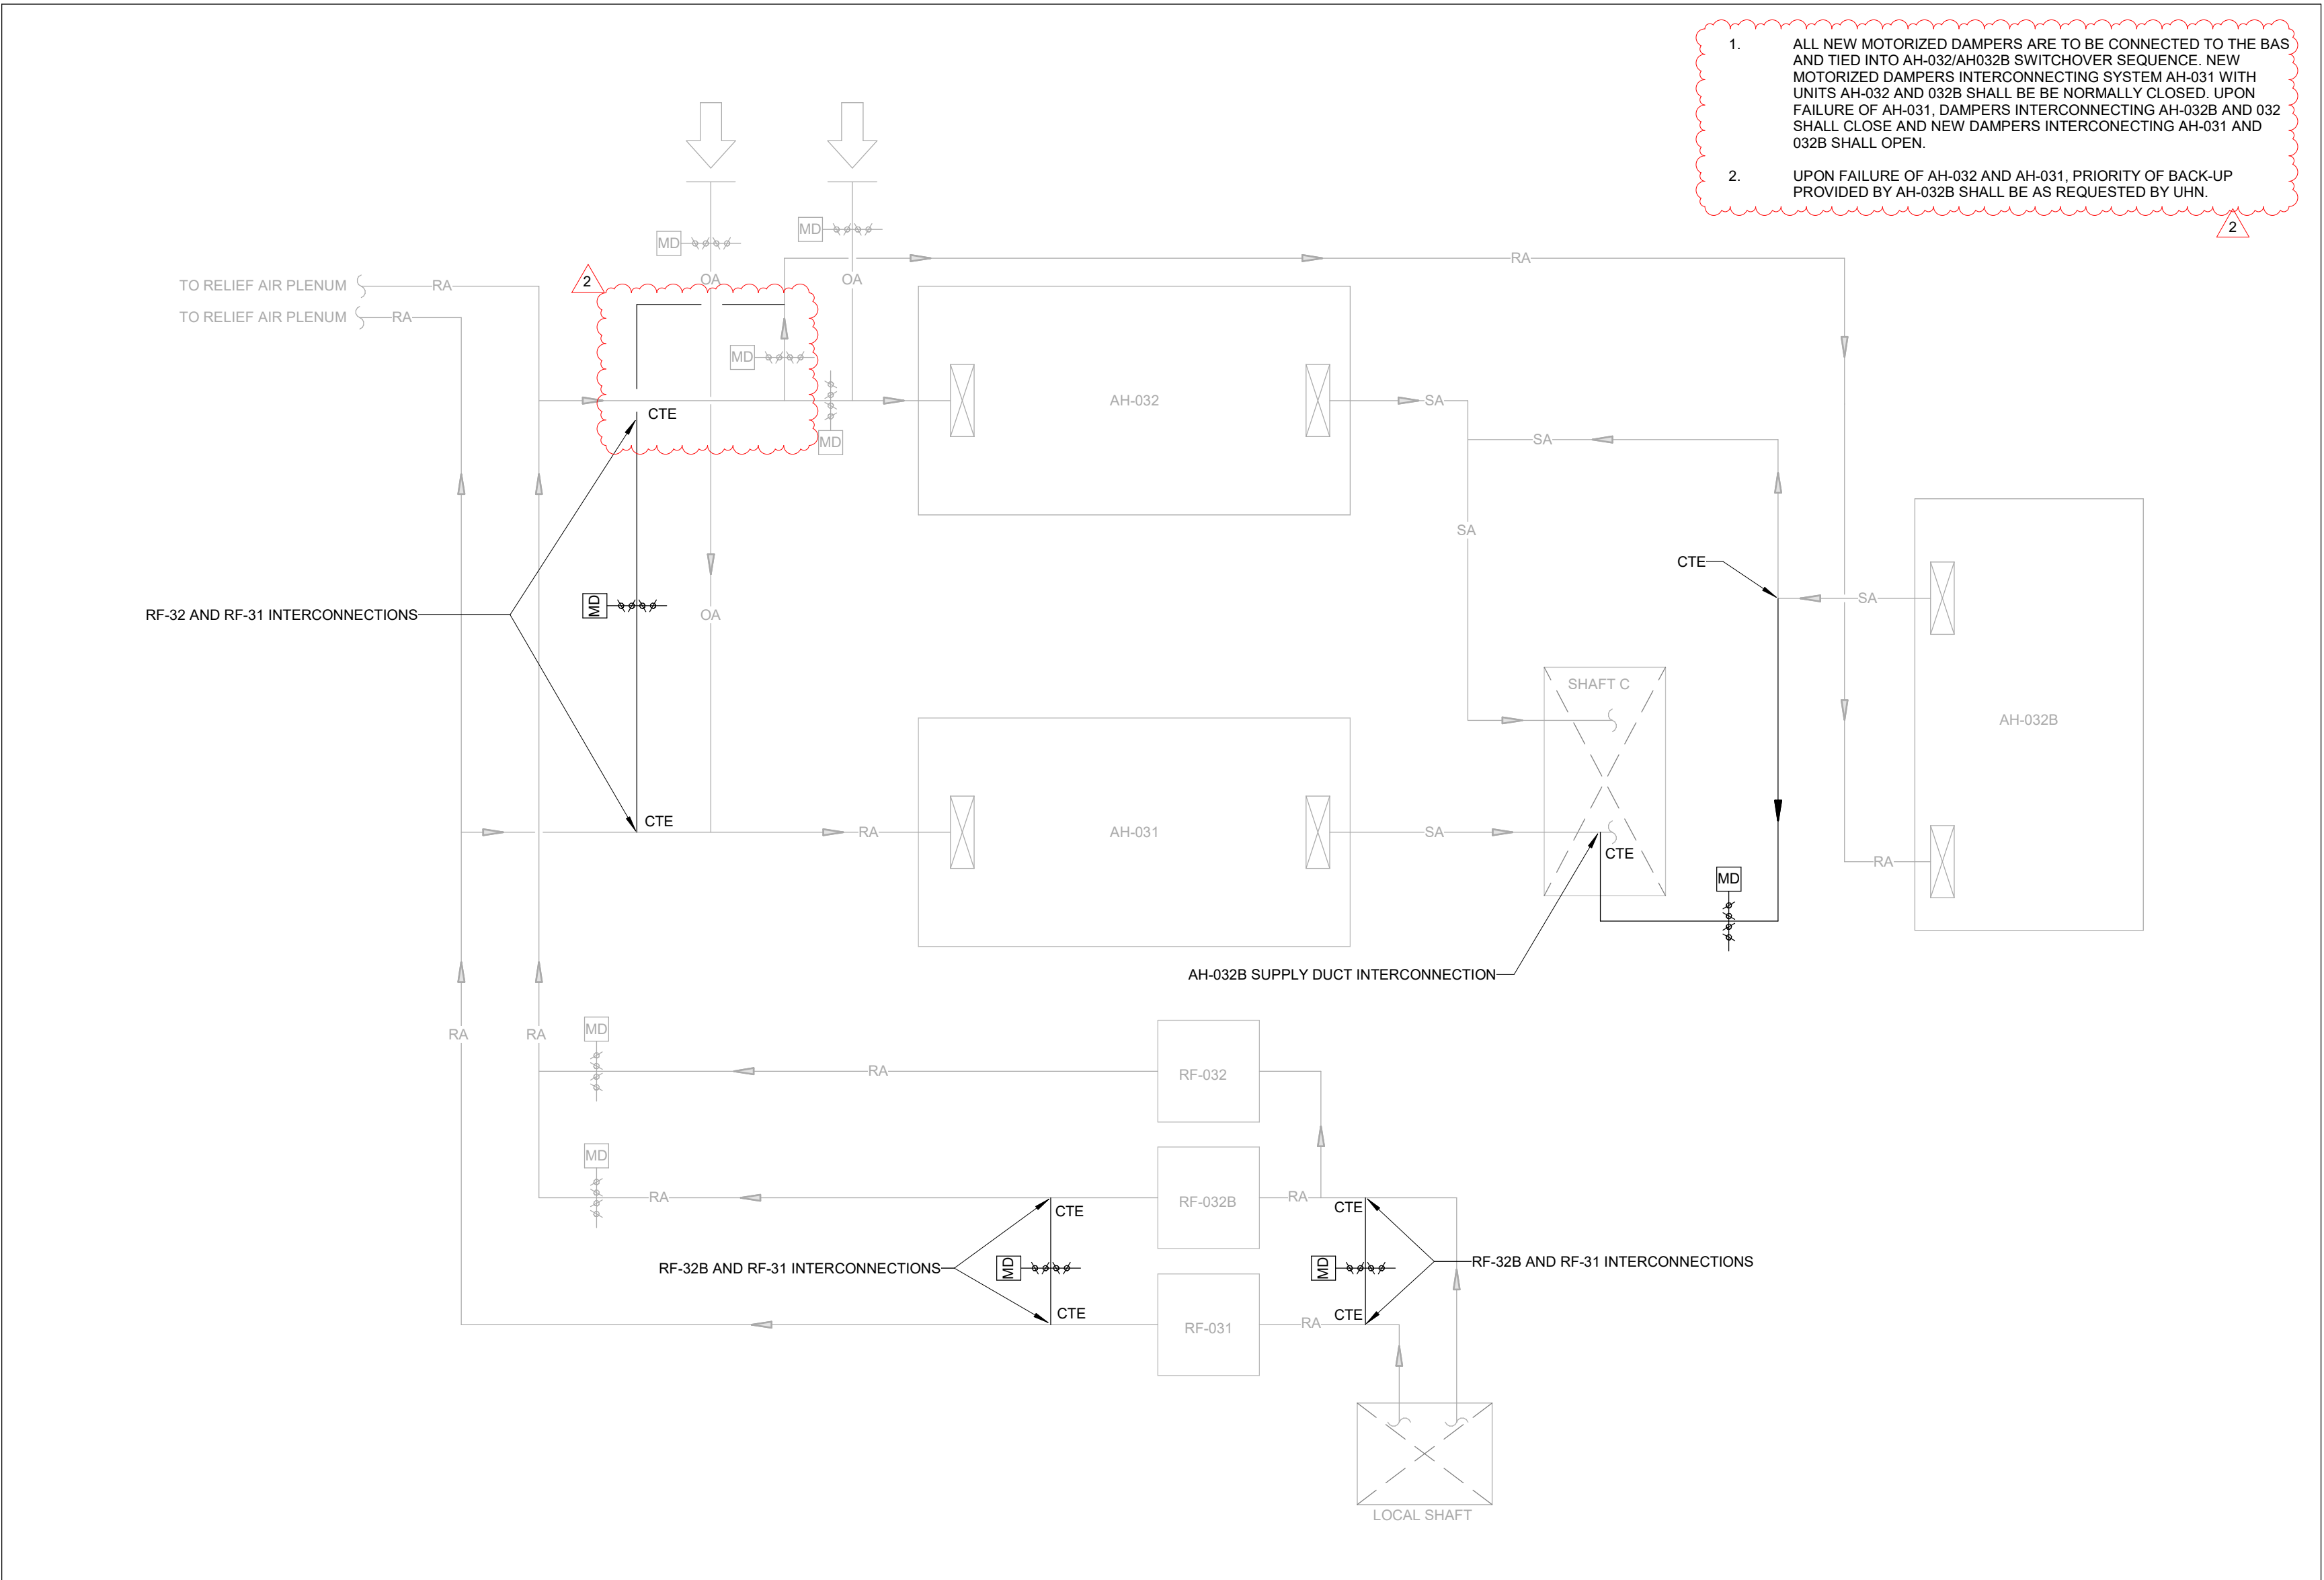 1. ALL NEW MOTORIZED DAMPERS ARE TO BE CONNECTED TO THE BAS
AND TIED INTO AH-032/AH032B SWITCHOVER SEQUENCE. NEW
MOTORIZED DAMPERS INTERCONNECTING SYSTEM AH-031 WITH
UNITS AH-032 AND 032B SHALL BE BE NORMALLY CLOSED. UPON
FAILURE OF AH-031, DAMPERS INTERCONNECTING AH-032B AND 032
SHALL CLOSE AND NEW DAMPERS INTERCONECTING AH-031 AND
032B SHALL OPEN.
2. UPON FAILURE OF AH-032 AND AH-031, PRIORITY OF BACK-UP
PROVIDED BY AH-032B SHALL BE AS REQUESTED BY UHN.
2
MD
MD
RA
2
OA
OA
TO RELIEF AIR PLENUM
RA
TO RELIEF AIR PLENUM
RA
MD
AH-032
SA
CTE
MD
SA
SA
CTE
MD
SA
RF-32 AND RF-31 INTERCONNECTIONS
OA
SHAFT C
AH-032B
CTE
RA
AH-031
SA
CTE
RA
MD
AH-032B SUPPLY DUCT INTERCONNECTION
RA
RA
MD
RA
RF-032
MD
RA
RF-032B
RA
CTE
CTE
RF-32B AND RF-31 INTERCONNECTIONS
MD
MD
RF-32B AND RF-31 INTERCONNECTIONS
CTE
CTE
RF-031
RA
LOCAL SHAFT